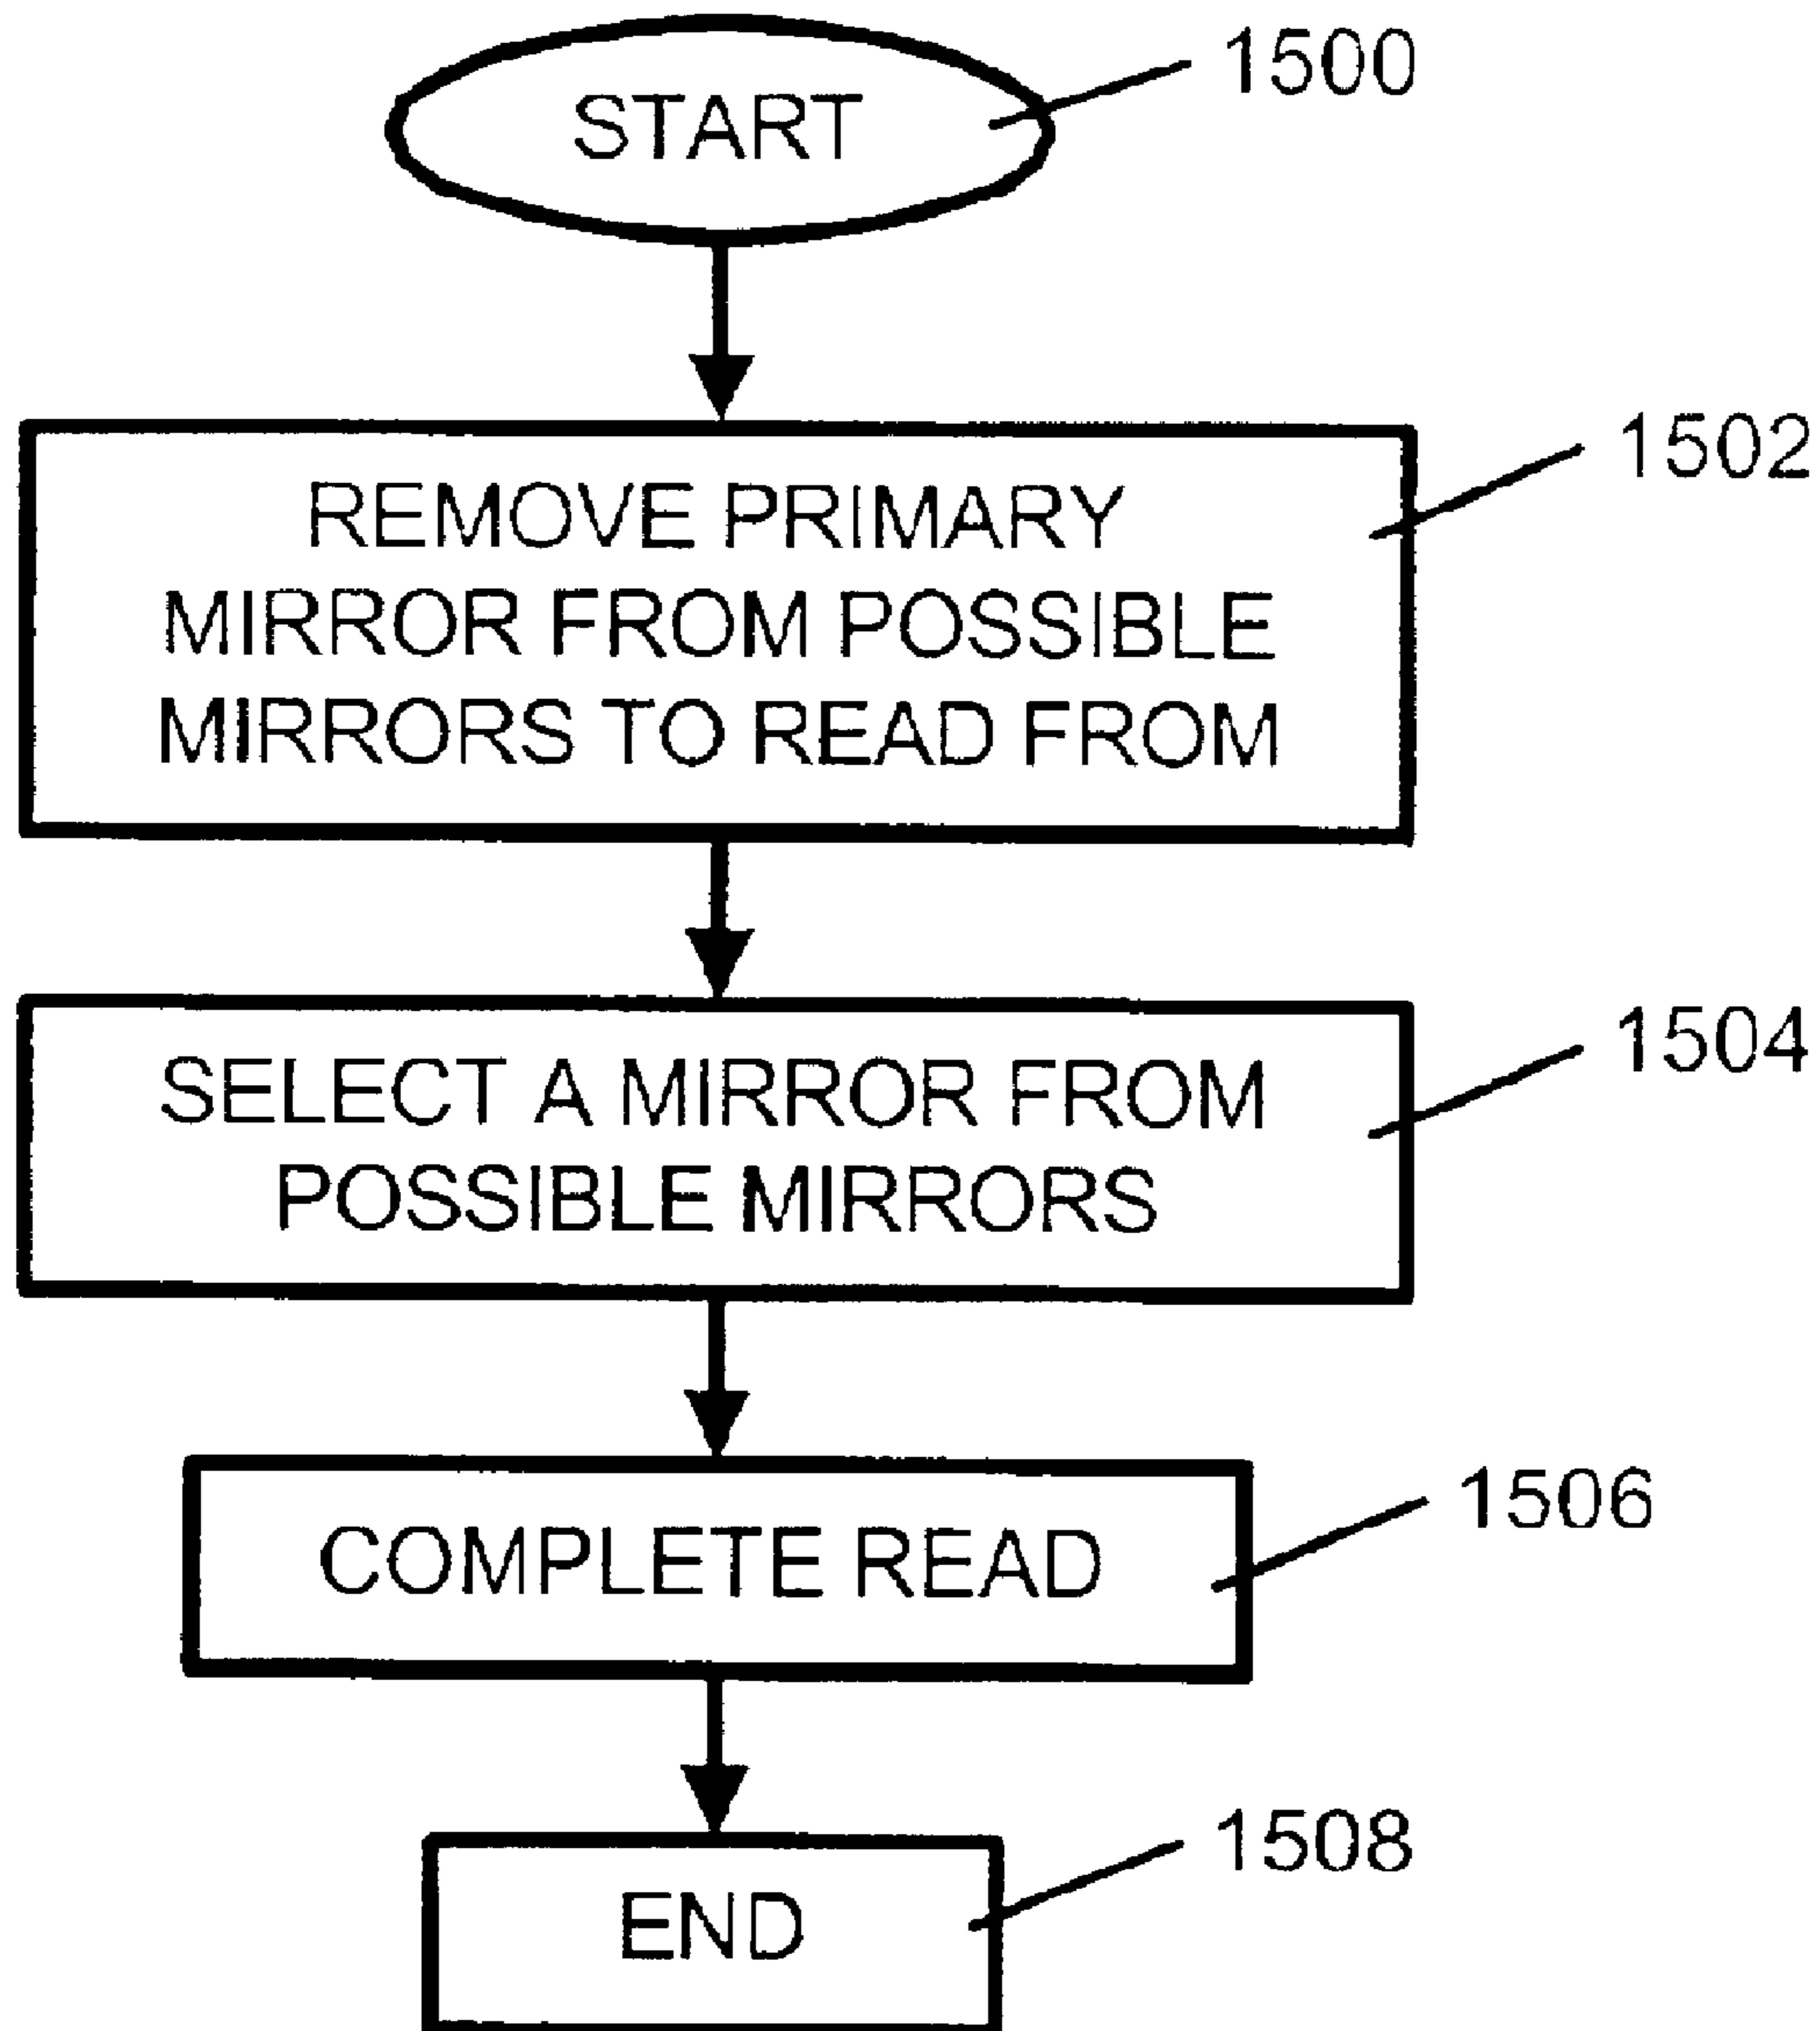 START
1500
REMOVE PRIMARY
MIRROR FROM POSSIBLE
MIRRORS TO READ FROM
1502
SELECT A MIRROR FROM
POSSIBLE MIRRORS
1504
COMPLETE READ
1506
END
1508